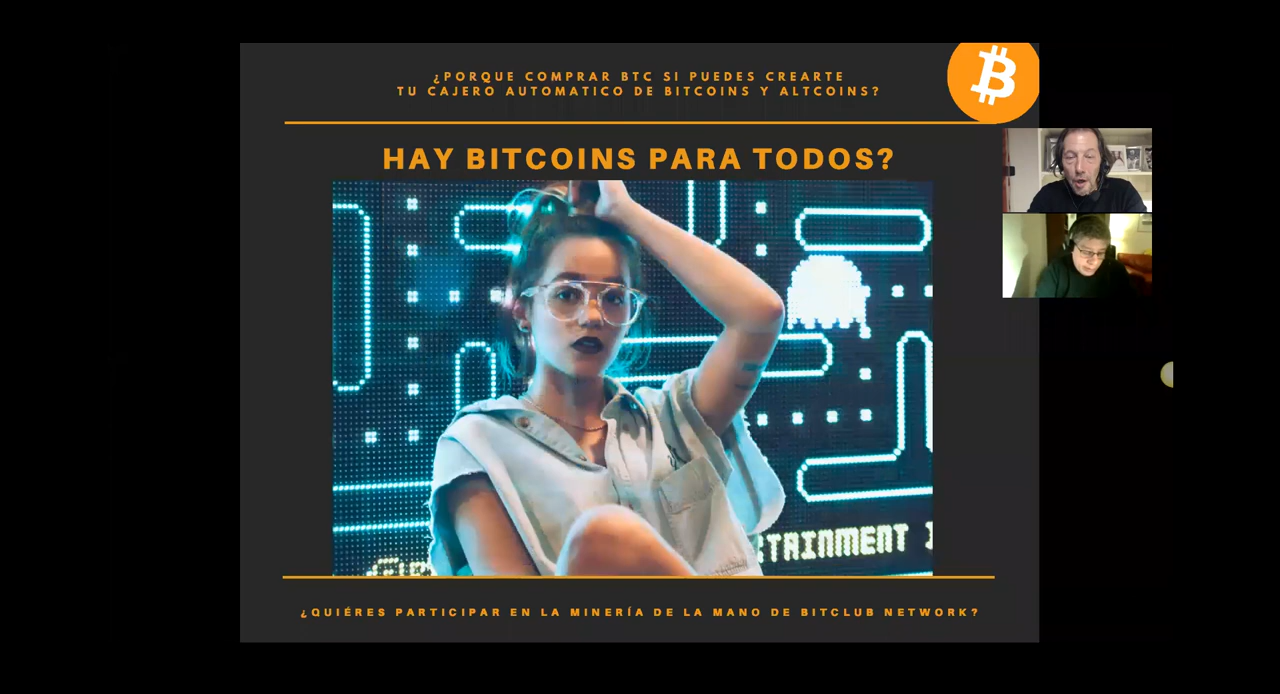 ¿PORQUE COMPRAR BTC SI PUEDES CREARTE
TU CAJERO AUTOMATICO DE BITCOINS Y ALTCOINS?
HAY BITCOINS PARA TODOS?
TAINMENT
¿QUIÉRES PARTICIPAR EN LA MINERÍA DE LA MANO DE BITCLUB NETWORK?